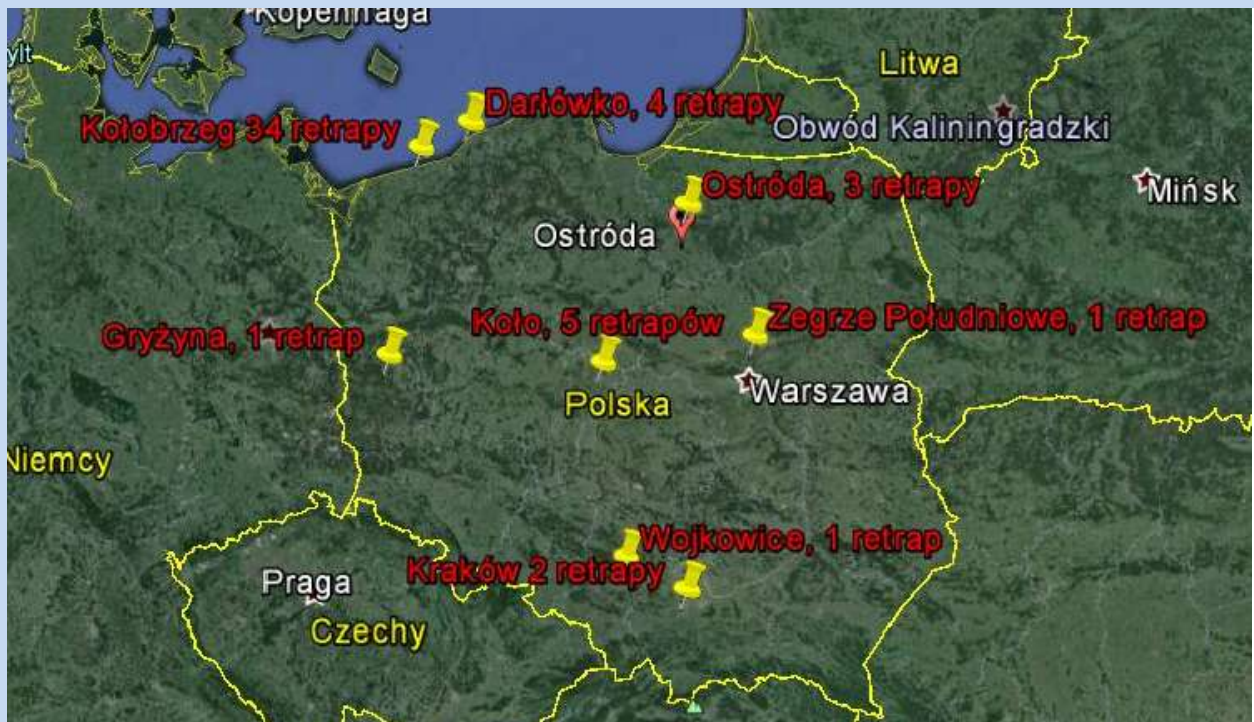 Kopenhaga
ylt
Litwa
Darłówko, 4 retrapy
Kołobrzeg 34 retrapy
Obwód Kaliningradzki
Mińsk
Ostróda, 3 retrapy
Ostróda
Zegrze Południowe, 1 retrap
Koło, 5 retrapów
Gryżyna, 1 retrap
Warszawa
Polska
Niemcy
Wojkowice, 1 retrap
Kraków 2 retrapy
Praga
Czechy